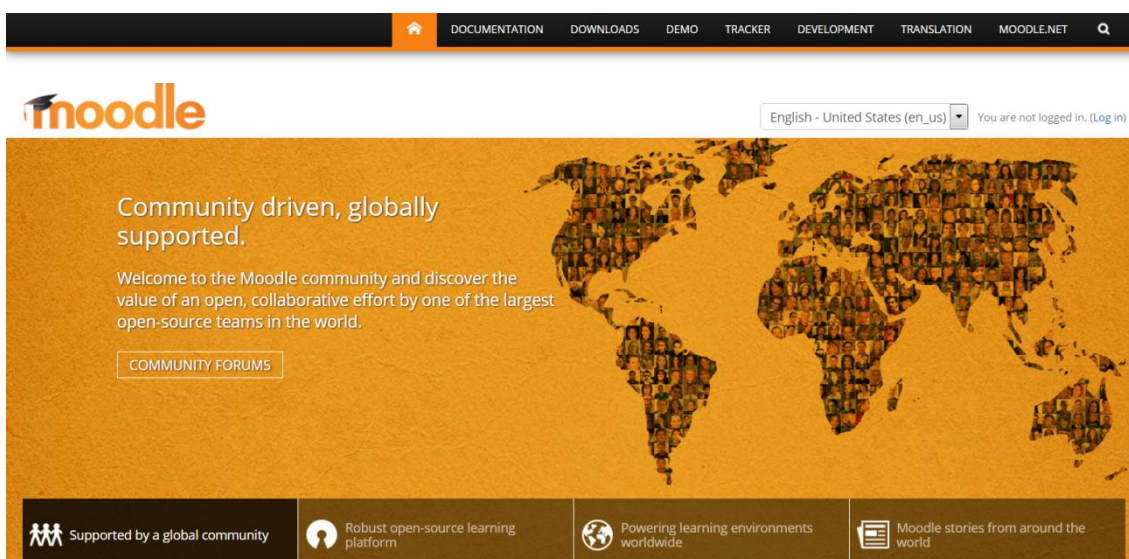 DOCUMENTATION DOWNLOADS DEMO TRACKER DEVELOPMENT TRANSLATION MOODLE.NET
moodle
English - United States (en_us) You are not logged in. (Log in)
Community driven, globally
supported.
Welcome to the Moodle community and discover the
value of an open, collaborative effort by one of the largest
open-source teams in the world.
COMMUNITY FORUMS
Supported by a global community
Robust open-source learning
platform
Powering learning environments
worldwide
Moodle stories from around the
world